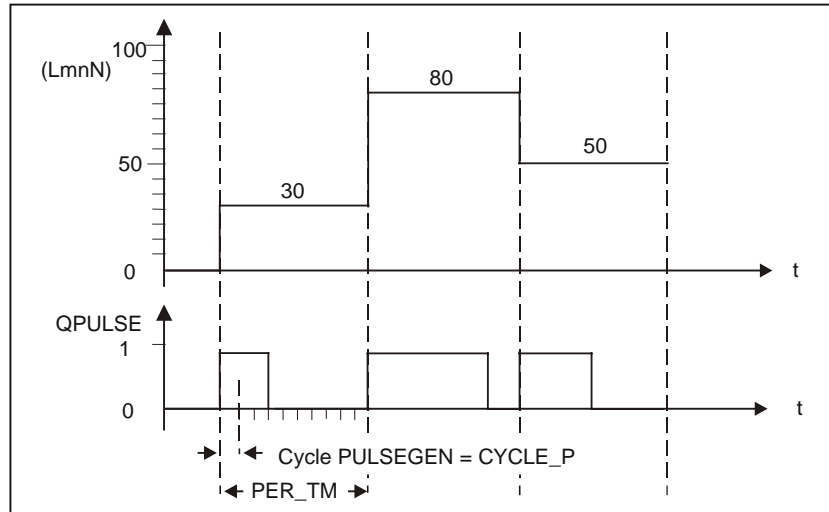 100
(LmnN)
80
50
50
30
0
t
QPULSE
1
0
t
Cycle PULSEGEN = CYCLE_P
PER_TM